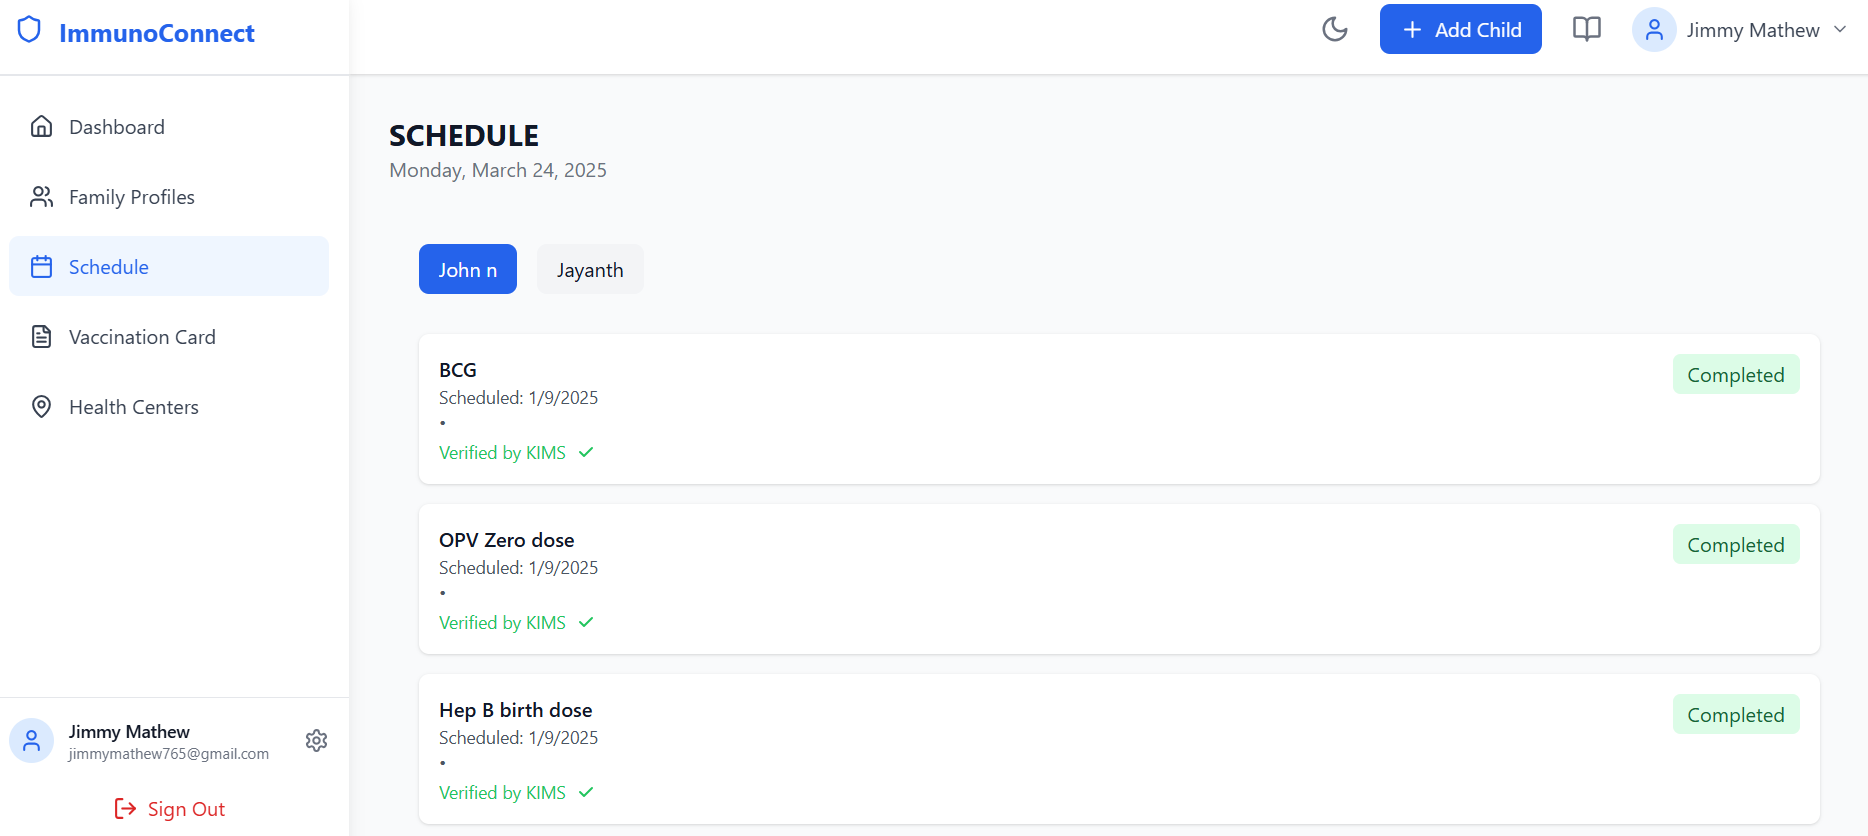 ImmunoConnect
Add Child
Jimmy Mathew
Dashboard
Family Profiles
Schedule
Vaccination Card
Health Centers
Jimmy Mathew
jimmymathew765@gmail.com
Sign Out
SCHEDULE
Monday, March 24, 2025
John n
Jayanth
BCG
Completed
Scheduled: 1/9/2025
•
Verified by KIMS ✓
OPV Zero dose
Completed
Scheduled: 1/9/2025
•
Verified by KIMS ✓
Hep B birth dose
Completed
Scheduled: 1/9/2025
•
Verified by KIMS ✓